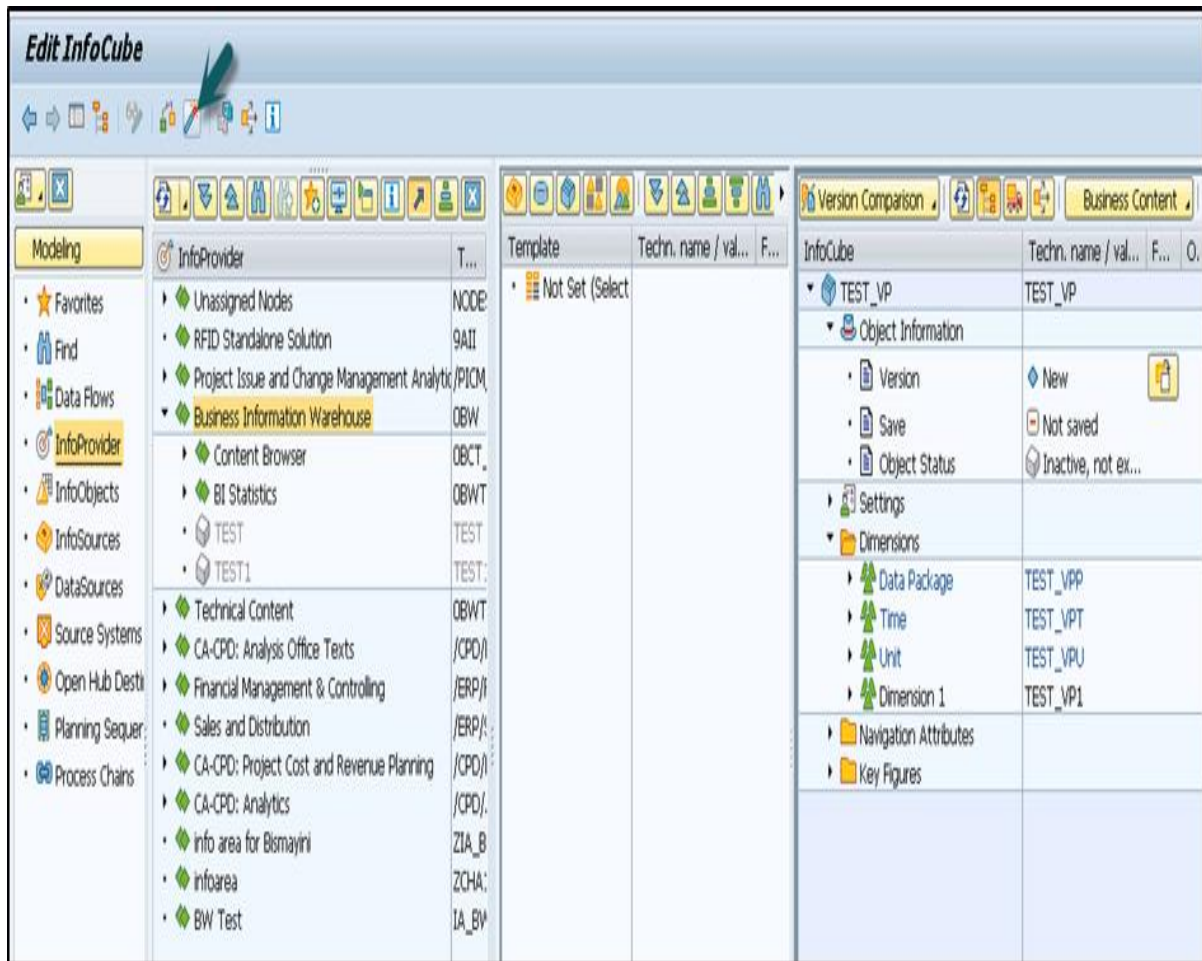 Edit InfoCube
Modeling
Favorites
Find
Data Flows
InfoProvider
InfoObjects
InfoSources
DataSources
Source Systems
Open Hub Desti
Planning Sequer
Process Chains
InfoProvider T...
Unassigned Nodes NODE
RFID Standalone Solution 9AII
Project Issue and Change Management Analytic /PICM
Business Information Warehouse 0BW
Content Browser 0BCT_
BI Statistics 0BWT
TEST TEST
TEST1 TEST
Technical Content 0BWT
CA-CPD: Analysis Office Texts /CPD/
Financial Management & Controlling /ERP/
Sales and Distribution /ERP/
CA-CPD: Project Cost and Revenue Planning /CPD/
CA-CPD: Analytics /CPD/.
info area for Bismayini ZIA_B
infoarea ZCHA
BW Test IA_BW
Template Techn. name / val... F...
Not Set (Select
Version Comparison Business Content
InfoCube Techn. name / val... F... O.
TEST_VP TEST_VP
Object Information
Version New
Save Not saved
Object Status Inactive, not ex...
Settings
Dimensions
Data Package TEST_VPP
Time TEST_VPT
Unit TEST_VPU
Dimension 1 TEST_VP1
Navigation Attributes
Key Figures